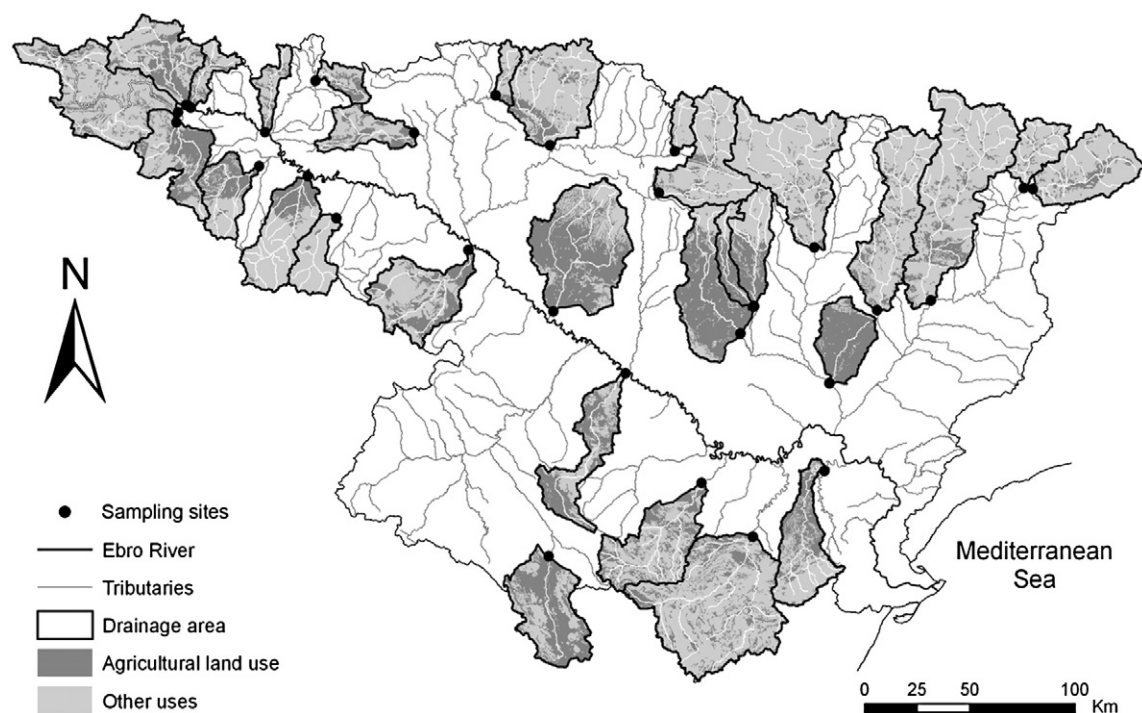 N
Sampling sites
Ebro River
Tributaries
Drainage area
Agricultural land use
Other uses
Mediterranean
Sea
0 25 50 100
Km